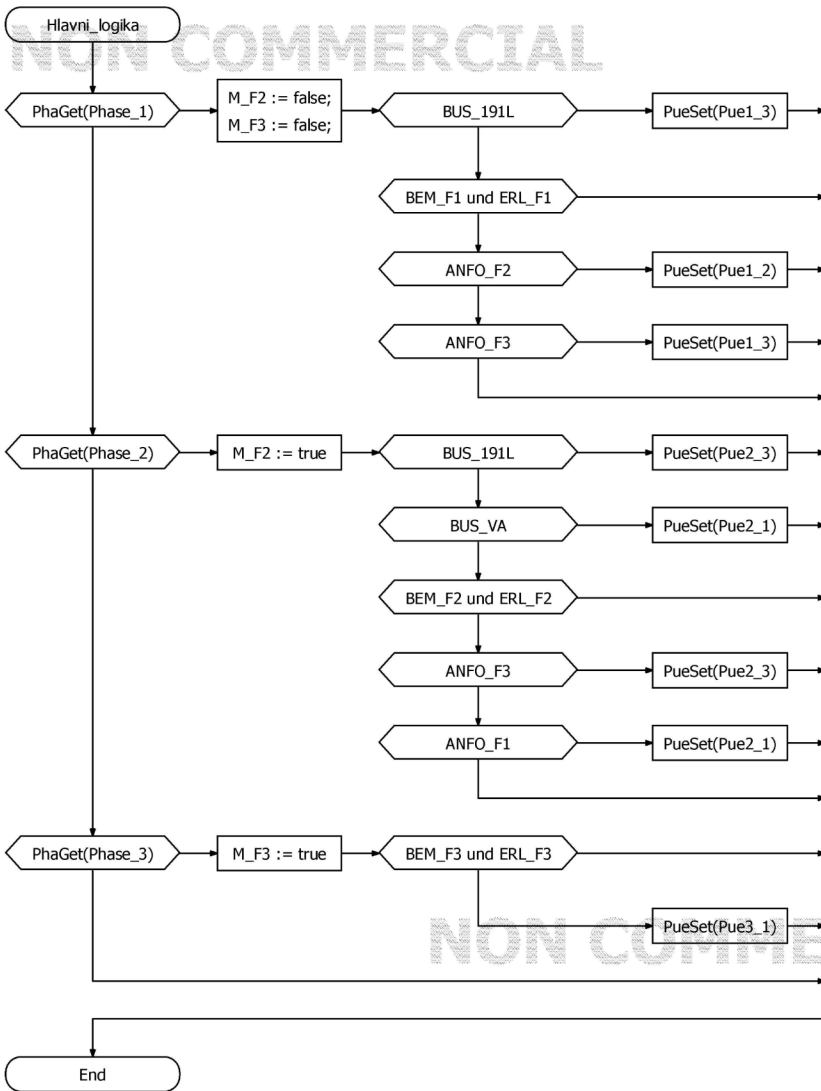 Hlavni_logika
NON COMMERCIAL
PhaGet(Phase_1)
M_F2 := false;
M_F3 := false;
BUS_191L
PueSet(Pue1_3)
BEM_F1 und ERL_F1
ANFO_F2
PueSet(Pue1_2)
ANFO_F3
PueSet(Pue1_3)
PhaGet(Phase_2)
M_F2 := true
BUS_191L
PueSet(Pue2_3)
BUS_VA
PueSet(Pue2_1)
BEM_F2 und ERL_F2
ANFO_F3
PueSet(Pue2_3)
ANFO_F1
PueSet(Pue2_1)
PhaGet(Phase_3)
M_F3 := true
BEM_F3 und ERL_F3
PueSet(Pue3_1)
NON COMME
End